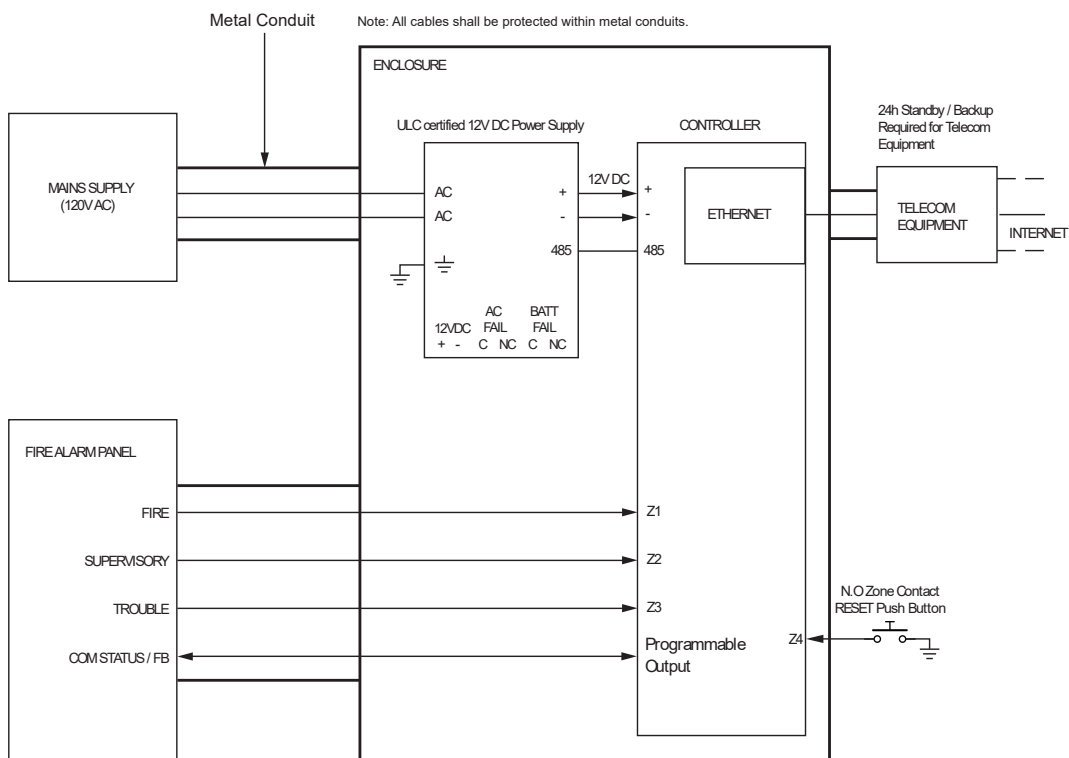 Metal Conduit
Note: All cables shall be protected within metal conduits.
ENCLOSURE
MAINS SUPPLY
(120V AC)
ULC certified 12V DC Power Supply
AC
AC
+
-
485
12VDC
+ -
AC
FAIL
C NC
BATT
FAIL
C NC
12V DC
CONTROLLER
+
-
485
ETHERNET
24h Standby / Backup
Required for Telecom
Equipment
TELECOM
EQUIPMENT
INTERNET
FIRE ALARM PANEL
FIRE
SUPERVISORY
TROUBLE
COM STATUS / FB
Z1
Z2
Z3
Programmable
Output
Z4
N.O Zone Contact
RESET Push Button